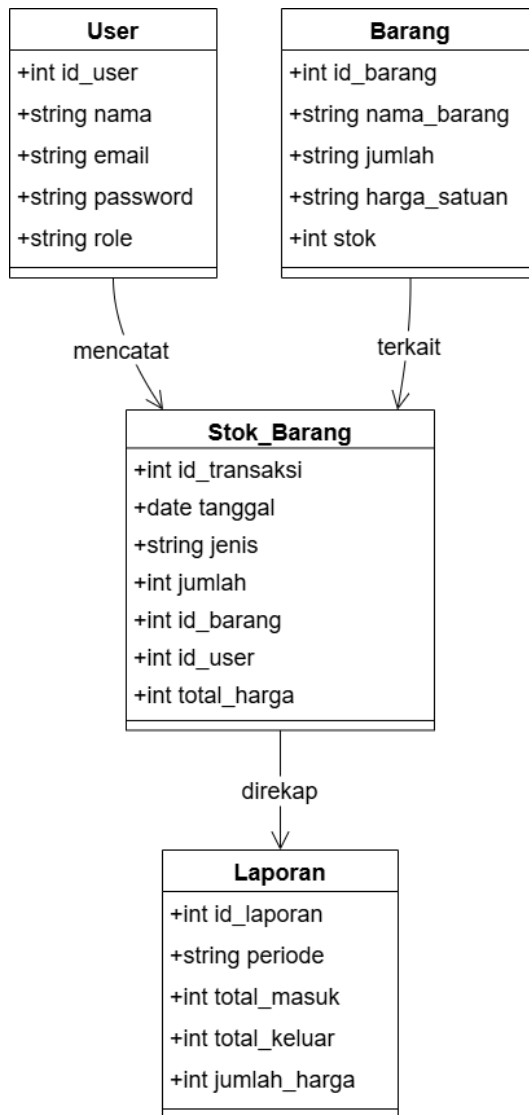 User
+int id_user
+string nama
+string email
+string password
+string role
Barang
+int id_barang
+string nama_barang
+string jumlah
+string harga_satuan
+int stok
mencatat
terkait
Stok_Barang
+int id_transaksi
+date tanggal
+string jenis
+int jumlah
+int id_barang
+int id_user
+int total_harga
direkap
Laporan
+int id_laporan
+string periode
+int total_masuk
+int total_keluar
+int jumlah_harga